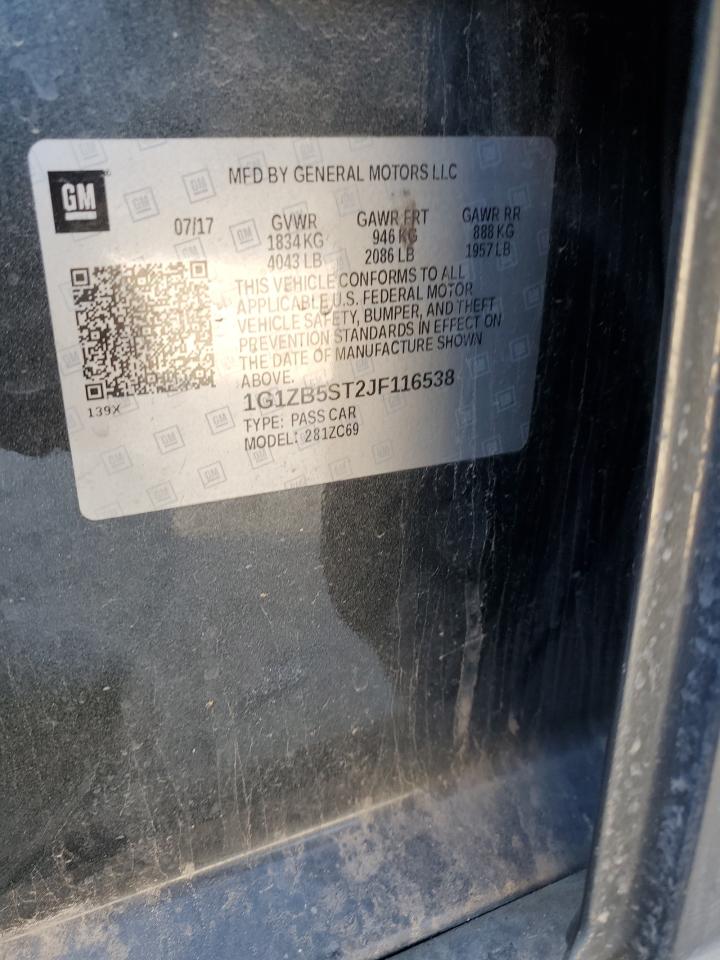 MFD BY GENERAL MOTORS LLC
GM
07/17 GVWR GAWR FRT GAWR RR
1834 KG 946 KG 888 KG
4043 LB 2086 LB 1957 LB
THIS VEHICLE CONFORMS TO ALL
APPLICABLE U.S. FEDERAL MOTOR
VEHICLE SAFETY, BUMPER, AND THEFT
PREVENTION STANDARDS IN EFFECT ON
THE DATE OF MANUFACTURE SHOWN
ABOVE.
1G1ZB5ST2JF116538
139X
TYPE: PASS CAR
MODEL: 281ZC69